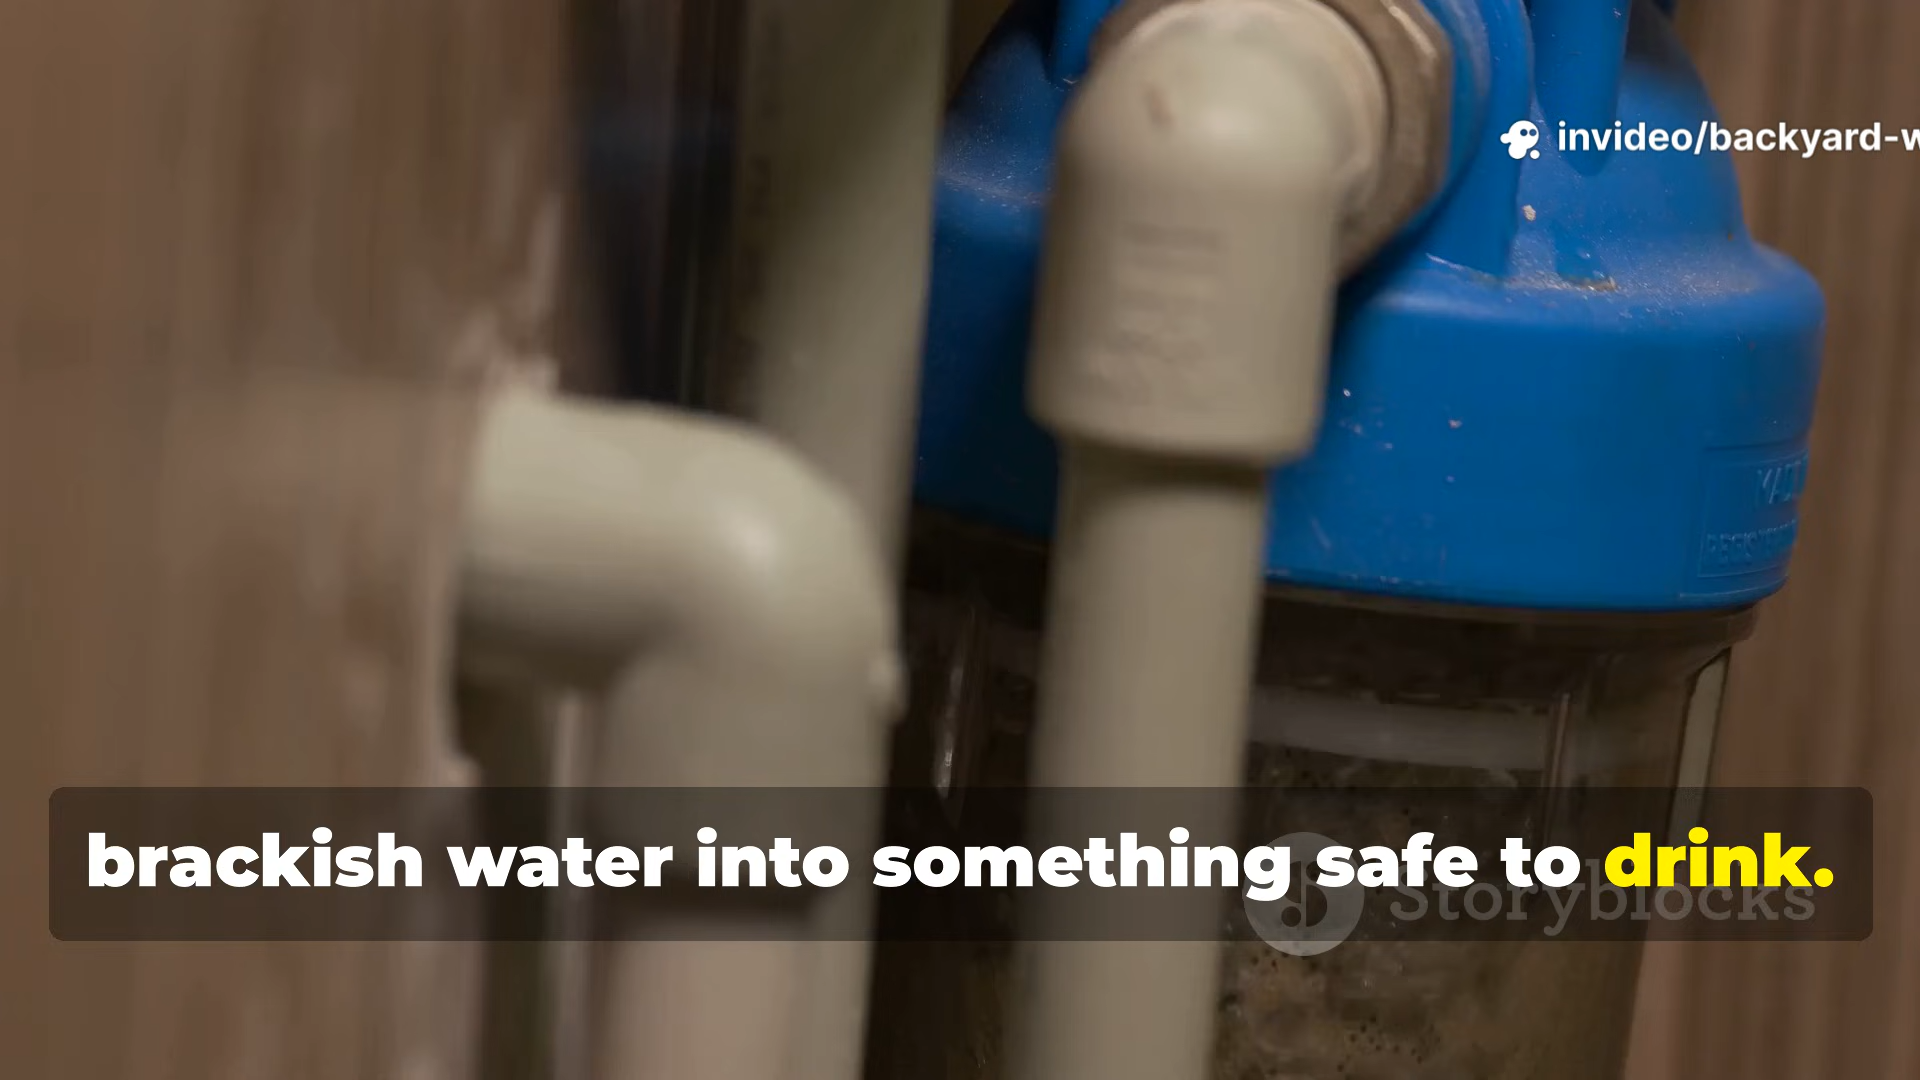 invideo/backyard-w
brackish water into something safe to drink.
Storyblocks